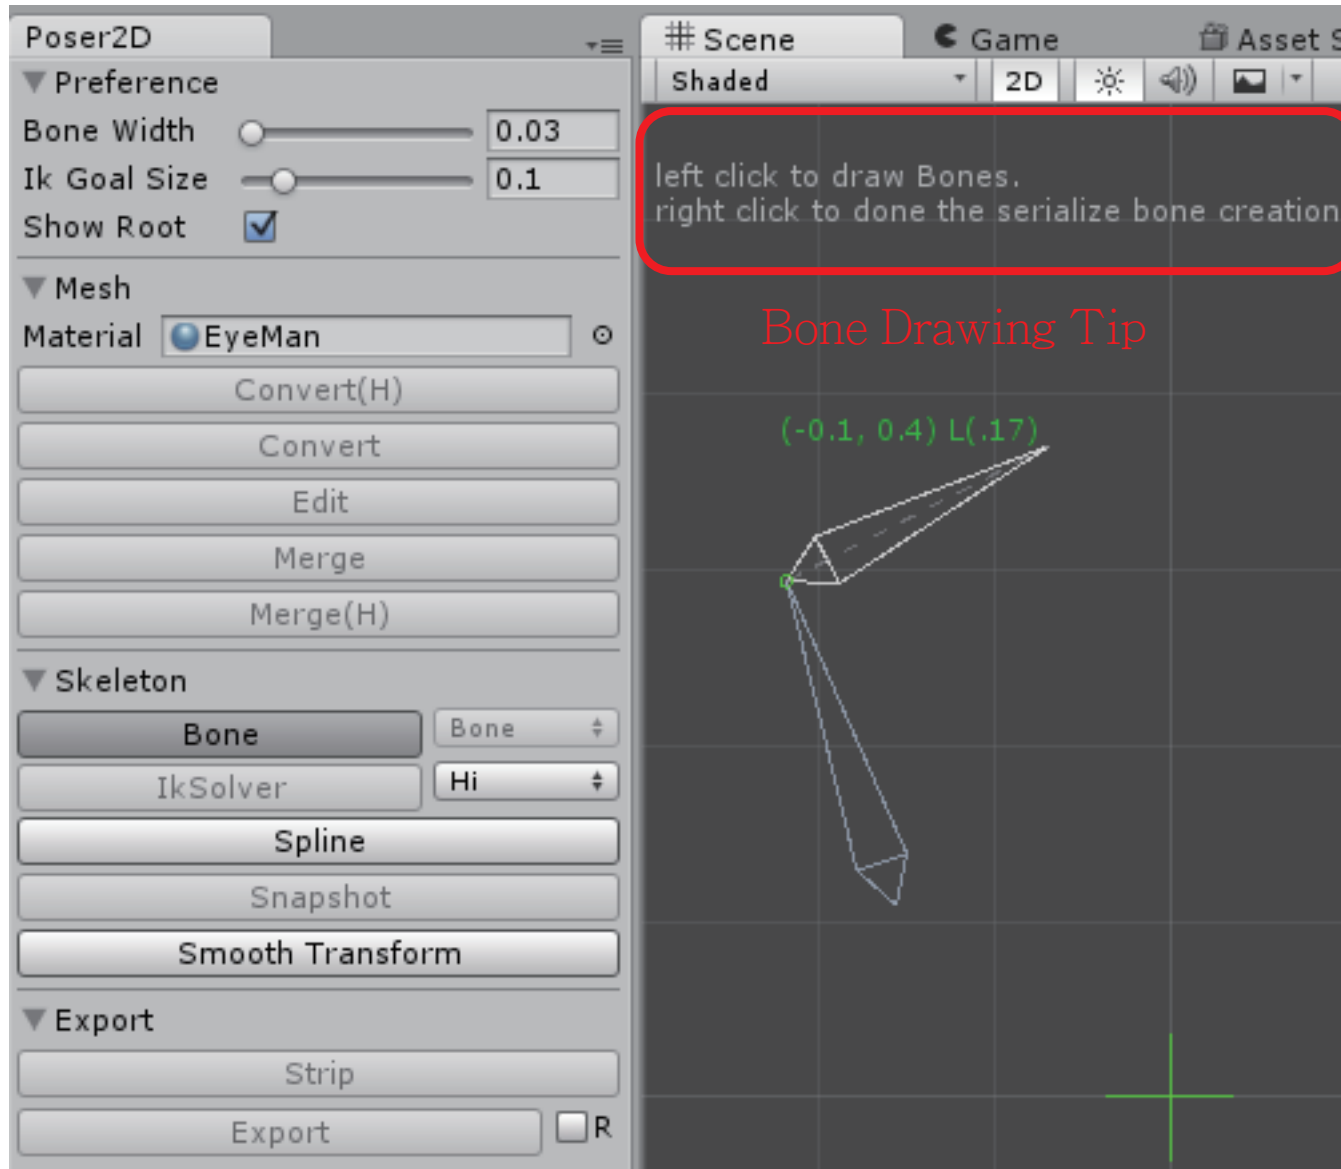 Poser2D
Preference
Bone Width 0.03
Ik Goal Size 0.1
Show Root
Mesh
Material EyeMan
Convert(H)
Convert
Edit
Merge
Merge(H)
Skeleton
Bone Bone
IkSolver Hi
Spline
Snapshot
Smooth Transform
Export
Strip
Export R
Scene Game Asset S
Shaded 2D
left click to draw Bones.
right click to done the serialize bone creation
Bone Drawing Tip
(-0.1, 0.4) L(.17)